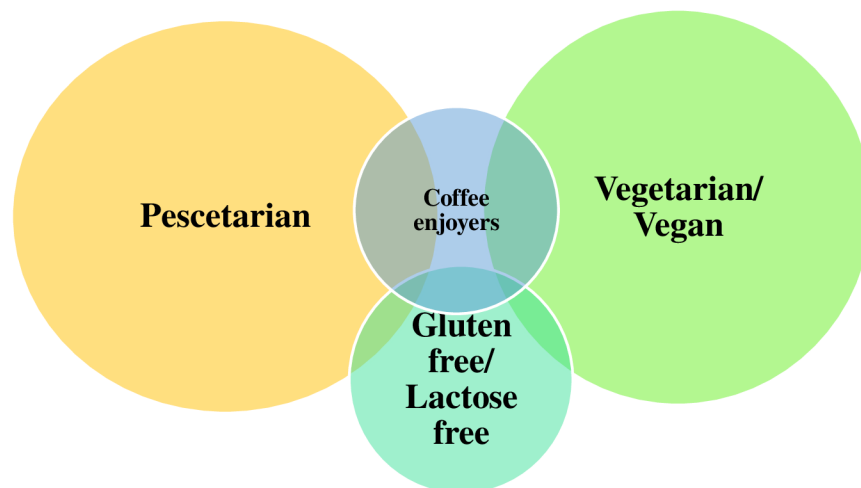 Pescetarian
Coffee
enjoyers
Vegetarian/
Vegan
Gluten
free/
Lactose
free